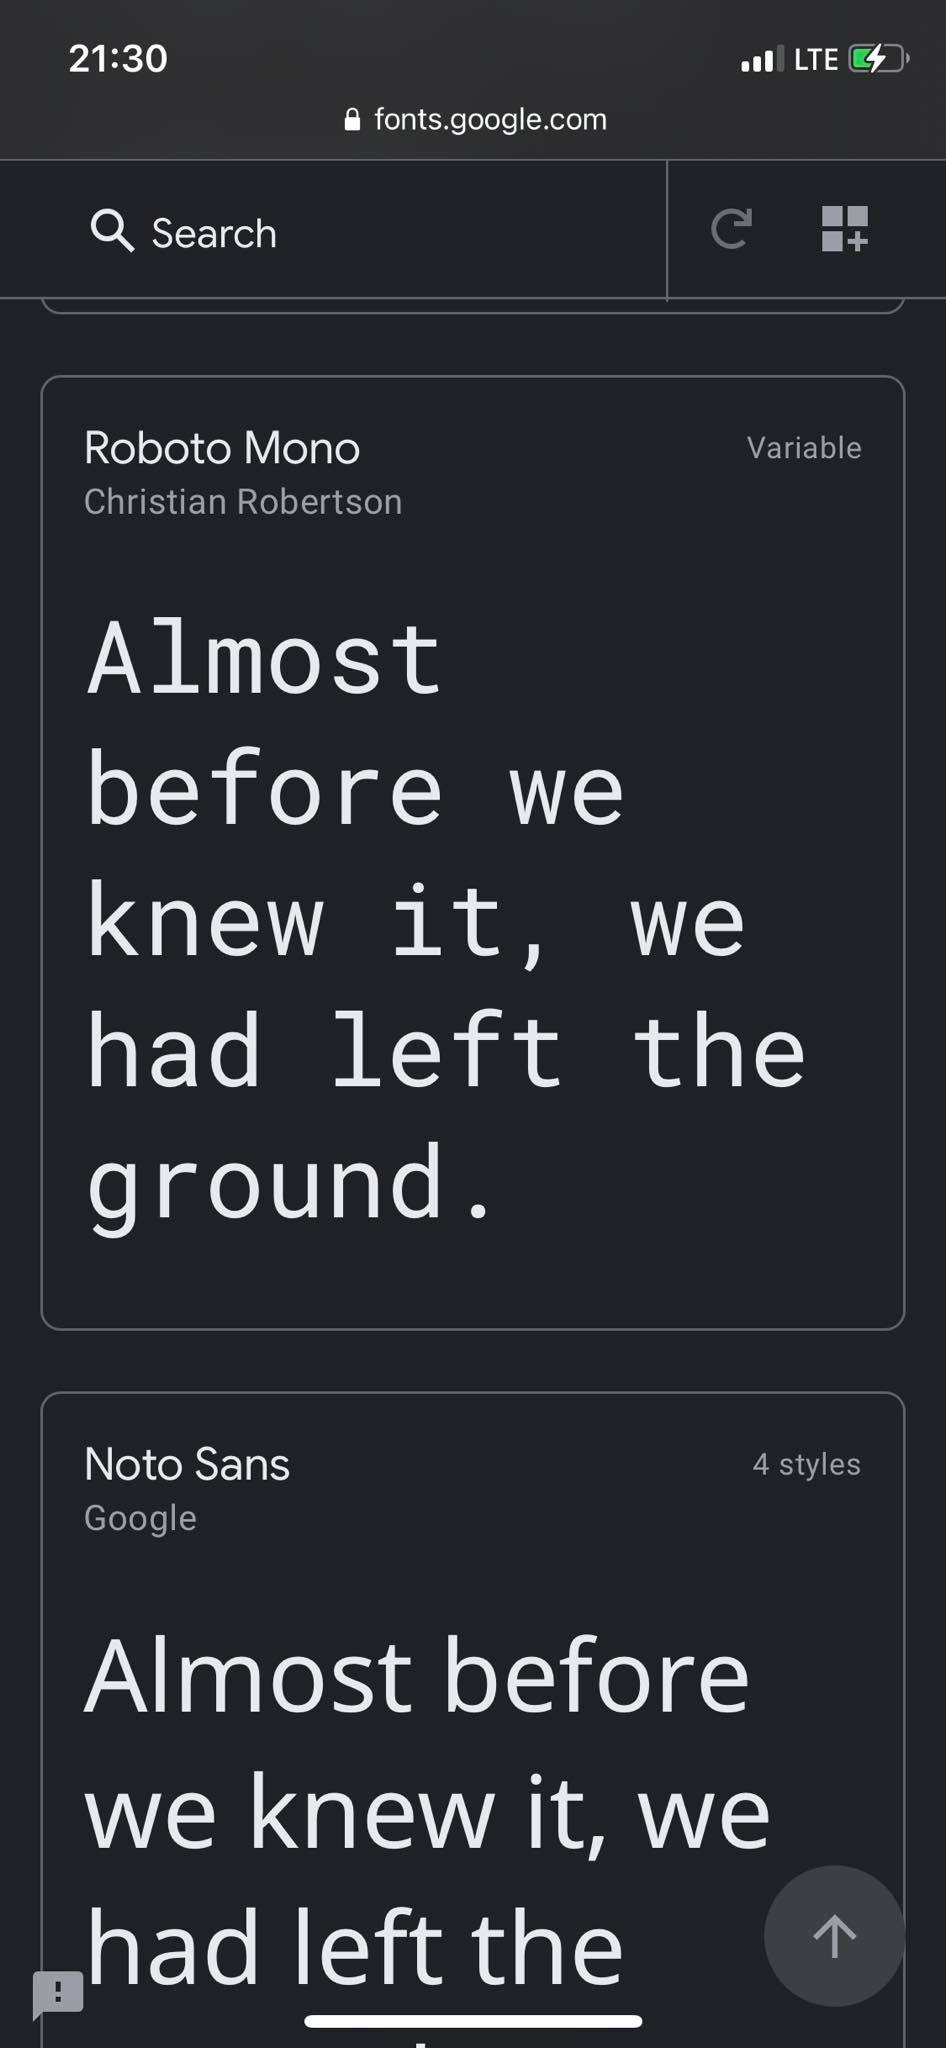 21:30
LTE
fonts.google.com
Search
Roboto Mono
Variable
Christian Robertson
Almost
before we
knew it, we
had left the
ground.
Noto Sans
4 styles
Google
Almost before
we knew it, we
had left the